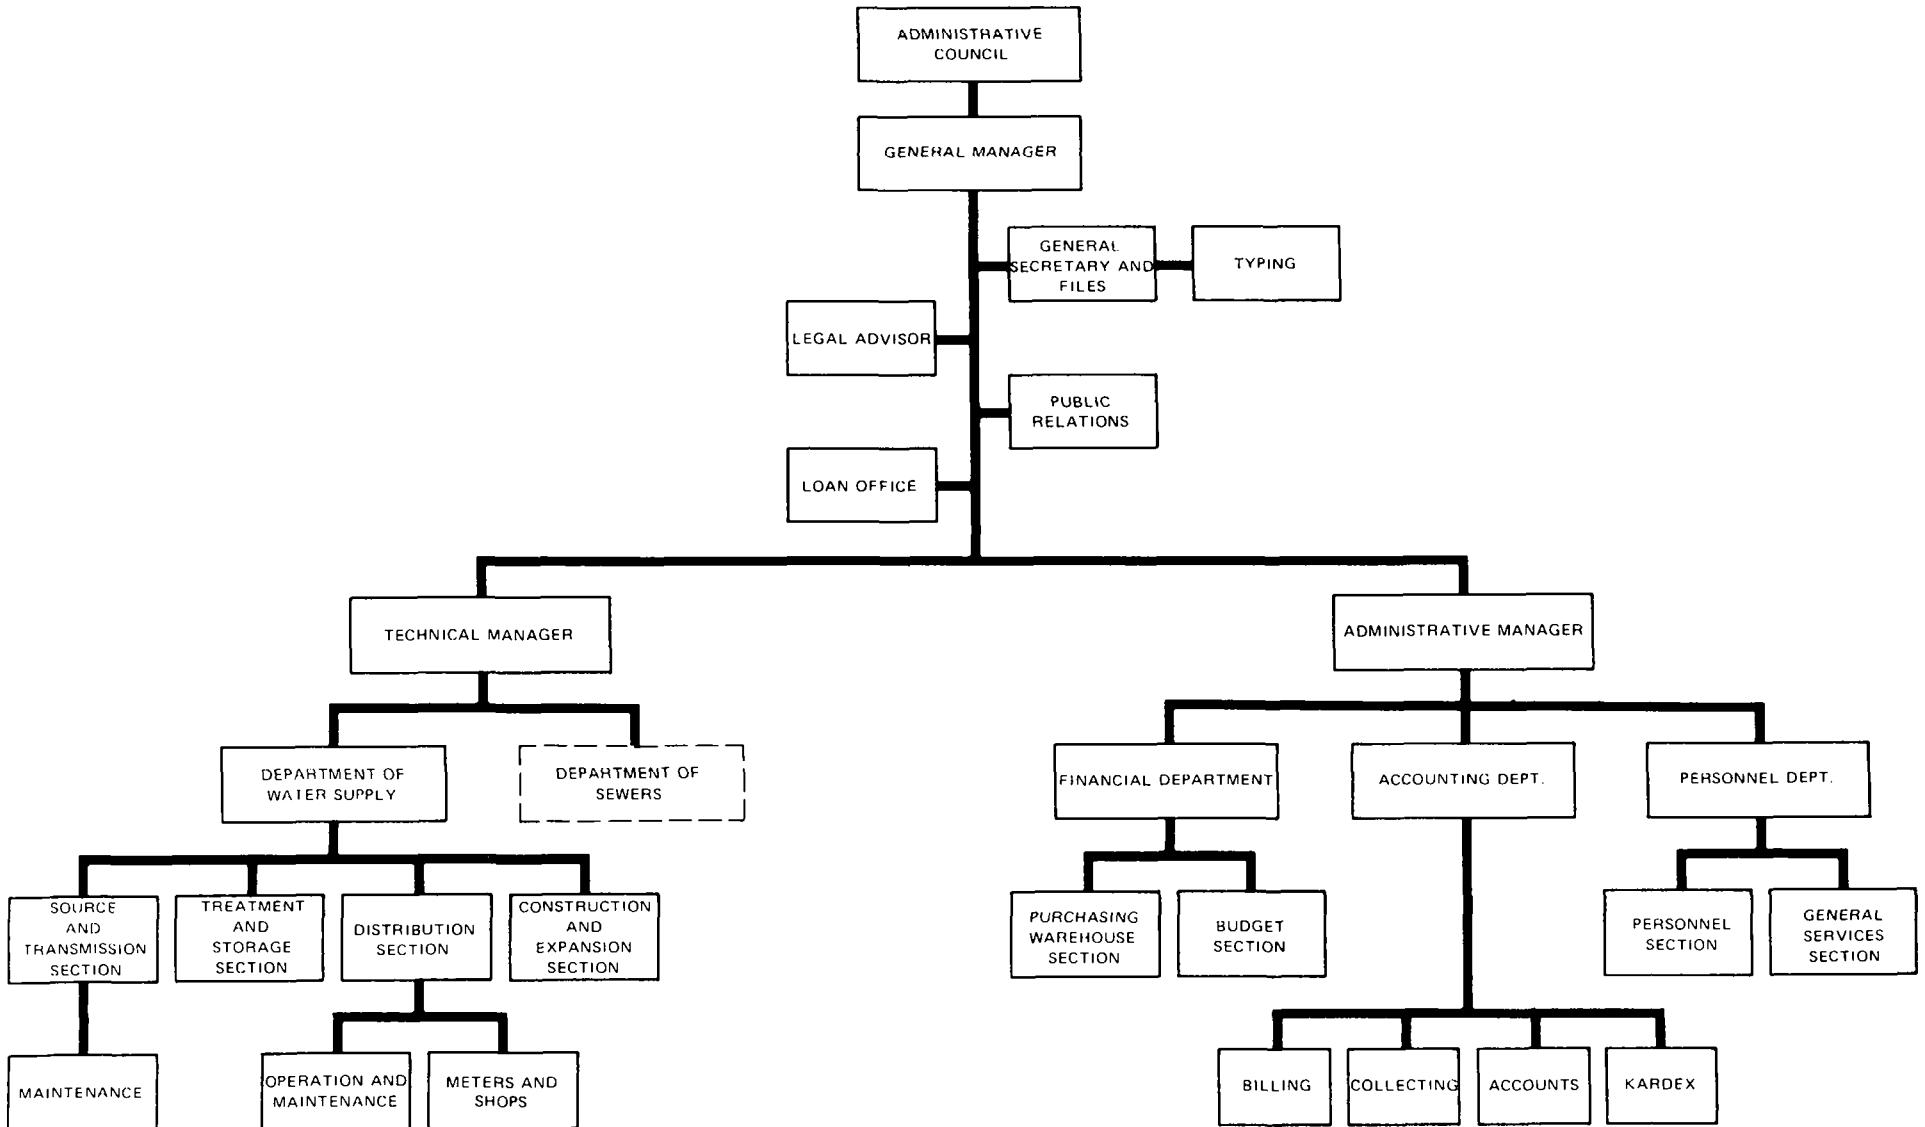 ADMINISTRATIVE
COUNCIL
GENERAL MANAGER
GENERAL
SECRETARY AND
FILES
TYPING
LEGAL ADVISOR
PUBLIC
RELATIONS
LOAN OFFICE
TECHNICAL MANAGER
ADMINISTRATIVE MANAGER
DEPARTMENT OF
WATER SUPPLY
DEPARTMENT OF
SEWERS
FINANCIAL DEPARTMENT
ACCOUNTING DEPT.
PERSONNEL DEPT.
SOURCE
AND
TRANSMISSION
SECTION
TREATMENT
AND
STORAGE
SECTION
DISTRIBUTION
SECTION
CONSTRUCTION
AND
EXPANSION
SECTION
PURCHASING
WAREHOUSE
SECTION
BUDGET
SECTION
PERSONNEL
SECTION
GENERAL
SERVICES
SECTION
MAINTENANCE
OPERATION AND
MAINTENANCE
METERS AND
SHOPS
BILLING
COLLECTING
ACCOUNTS
KARDEX